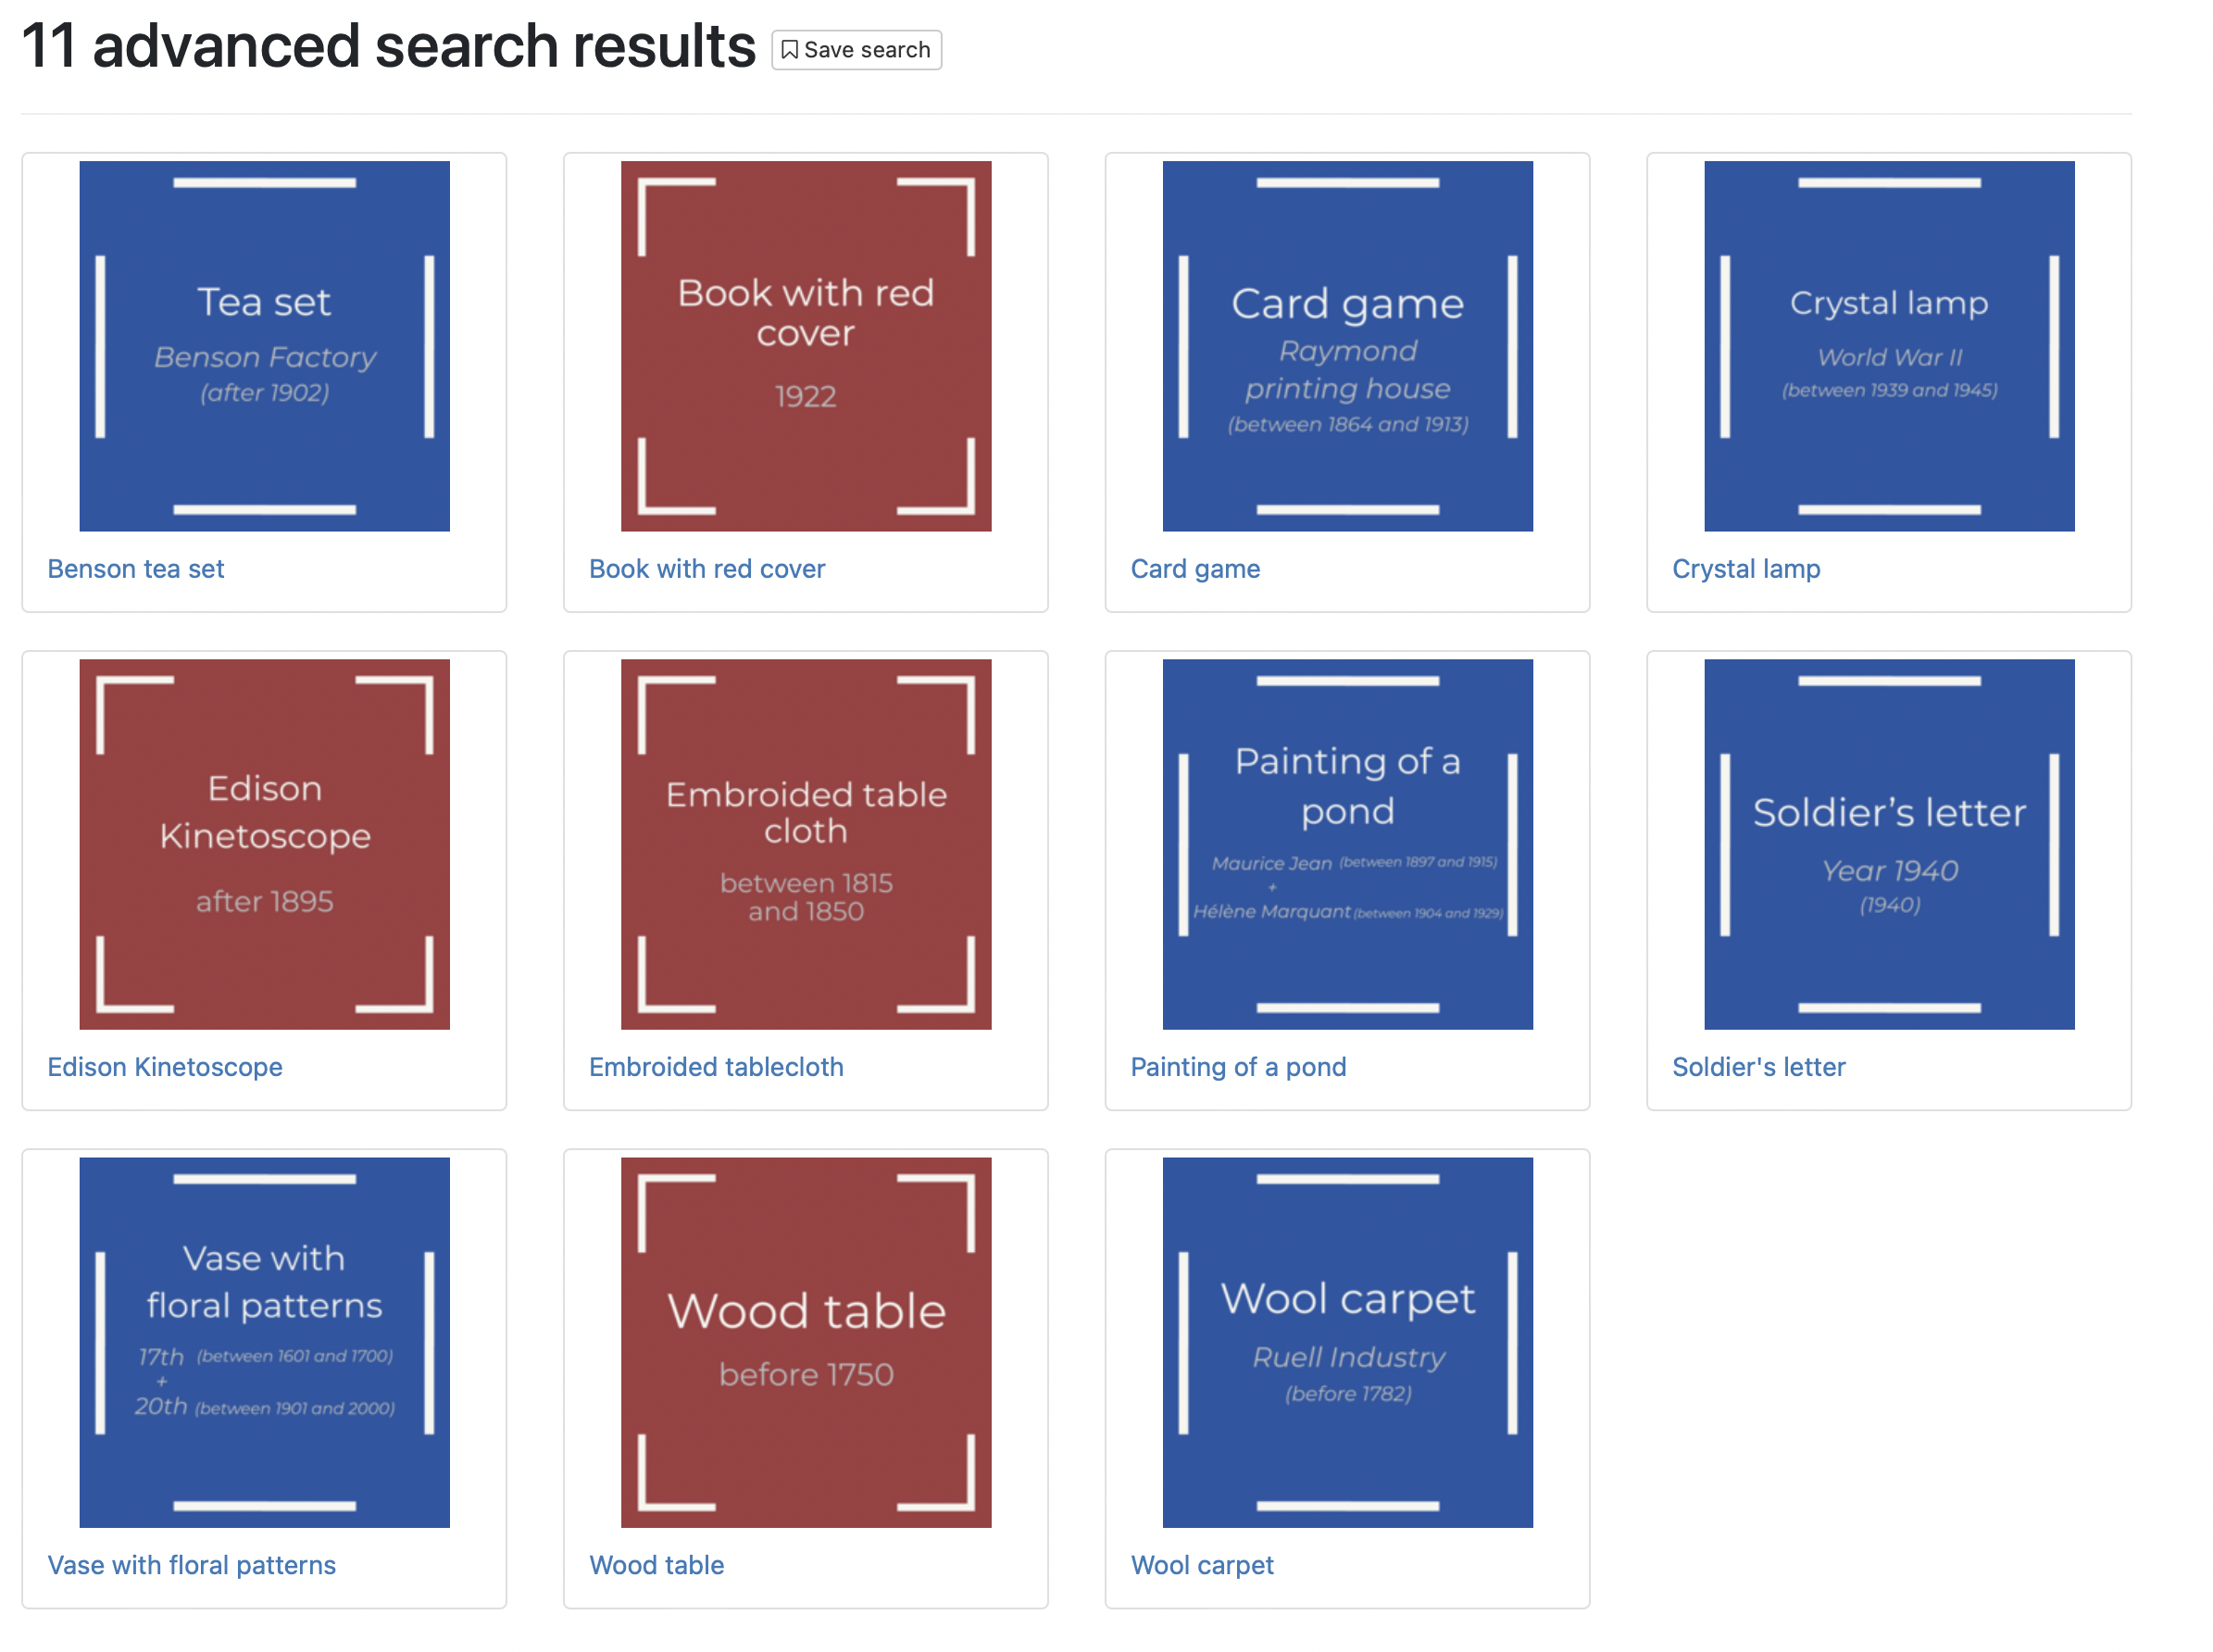 11 advanced search results
Save search
Tea set
Benson Factory
(after 1902)
Benson tea set
Book with red
cover
1922
Book with red cover
Card game
Raymond
printing house
(between 1864 and 1913)
Card game
Crystal lamp
World War II
(between 1939 and 1945)
Crystal lamp
Edison
Kinetoscope
after 1895
Edison Kinetoscope
Embroided table
cloth
between 1815
and 1850
Embroided tablecloth
Painting of a
pond
Maurice Jean (between 1897 and 1915)
+
Hélène Marquant (between 1904 and 1929)
Painting of a pond
Soldier’s letter
Year 1940
(1940)
Soldier's letter
Vase with
floral patterns
17th (between 1601 and 1700)
+
20th (between 1901 and 2000)
Vase with floral patterns
Wood table
before 1750
Wood table
Wool carpet
Ruell Industry
(before 1782)
Wool carpet